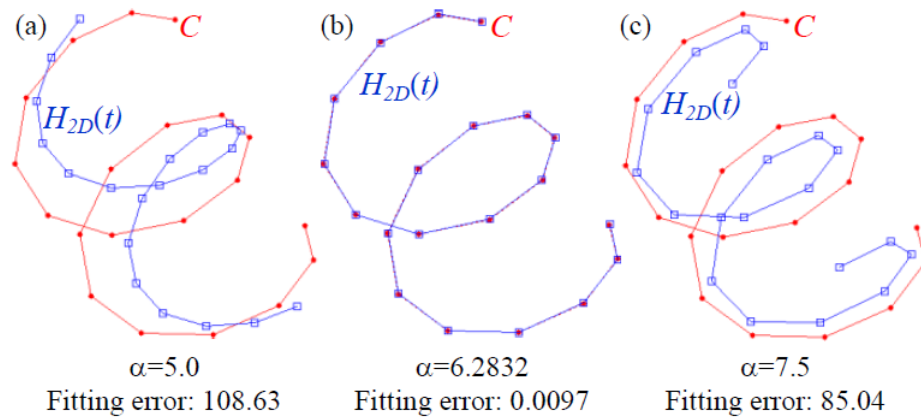 (a) C (b) (c) C
H2D(t) H2D(t) H2D(t)
α=5.0 α=6.2832 α=7.5
Fitting error: 108.63 Fitting error: 0.0097 Fitting error: 85.04